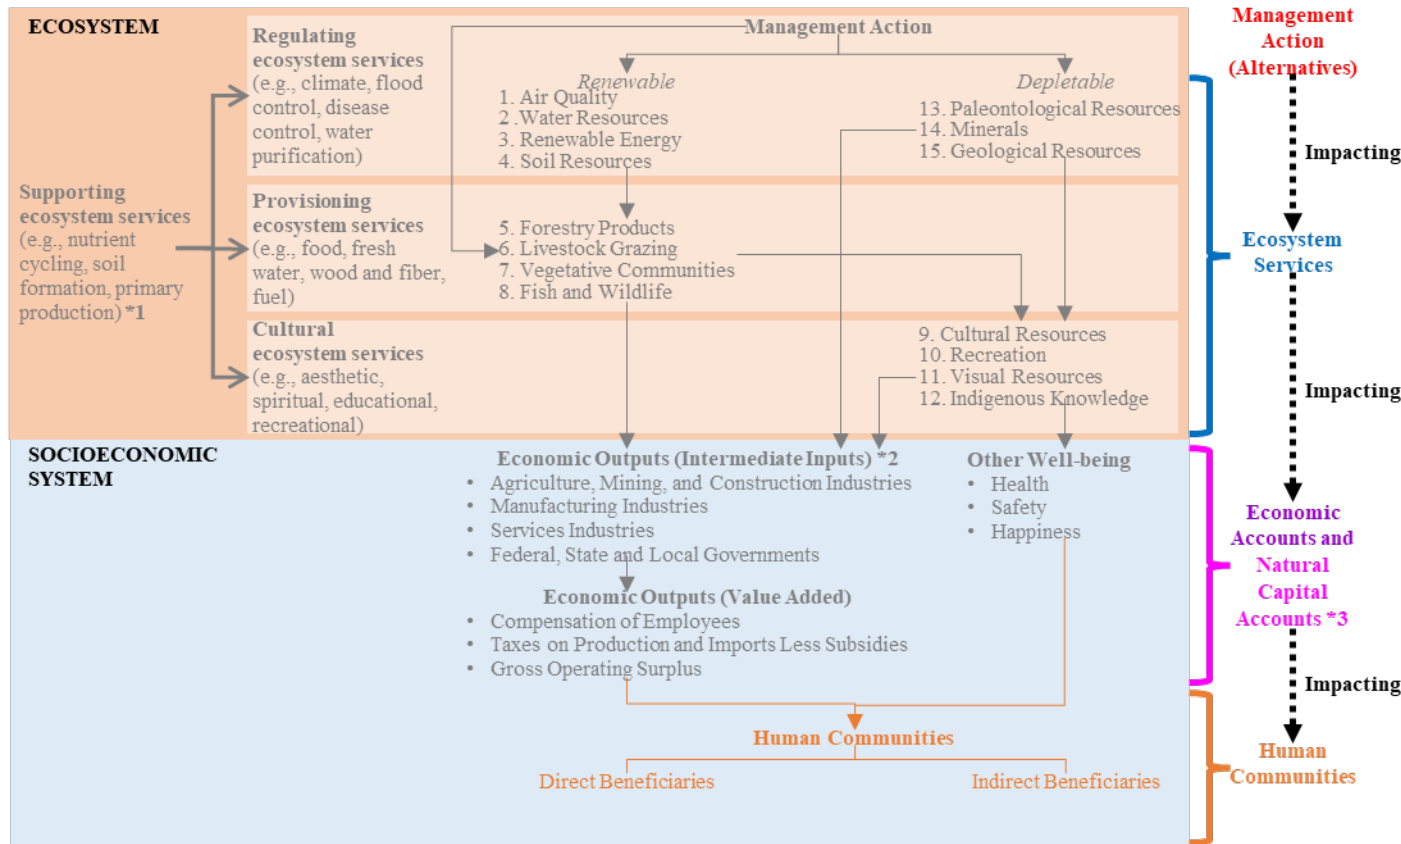 ECOSYSTEM
Regulating
ecosystem services
(e.g., climate, flood
control, disease
control, water
purification)
Management Action
Renewable
1. Air Quality
2. Water Resources
3. Renewable Energy
4. Soil Resources
Depletable
13. Paleontological Resources
14. Minerals
15. Geological Resources
Supporting
ecosystem services
(e.g., nutrient
cycling, soil
formation, primary
production) *1
Provisioning
ecosystem services
(e.g., food, fresh
water, wood and fiber,
fuel)
5. Forestry Products
6. Livestock Grazing
7. Vegetative Communities
8. Fish and Wildlife
Cultural
ecosystem services
(e.g., aesthetic,
spiritual, educational,
recreational)
9. Cultural Resources
10. Recreation
11. Visual Resources
12. Indigenous Knowledge
SOCIOECONOMIC
SYSTEM
Economic Outputs (Intermediate Inputs) *2
• Agriculture, Mining, and Construction Industries
• Manufacturing Industries
• Services Industries
• Federal, State and Local Governments
Other Well-being
• Health
• Safety
• Happiness
Economic Outputs (Value Added)
• Compensation of Employees
• Taxes on Production and Imports Less Subsidies
• Gross Operating Surplus
Human Communities
Direct Beneficiaries
Indirect Beneficiaries
Management
Action
(Alternatives)
Impacting
Ecosystem
Services
Impacting
Economic
Accounts and
Natural
Capital
Accounts *3
Impacting
Human
Communities